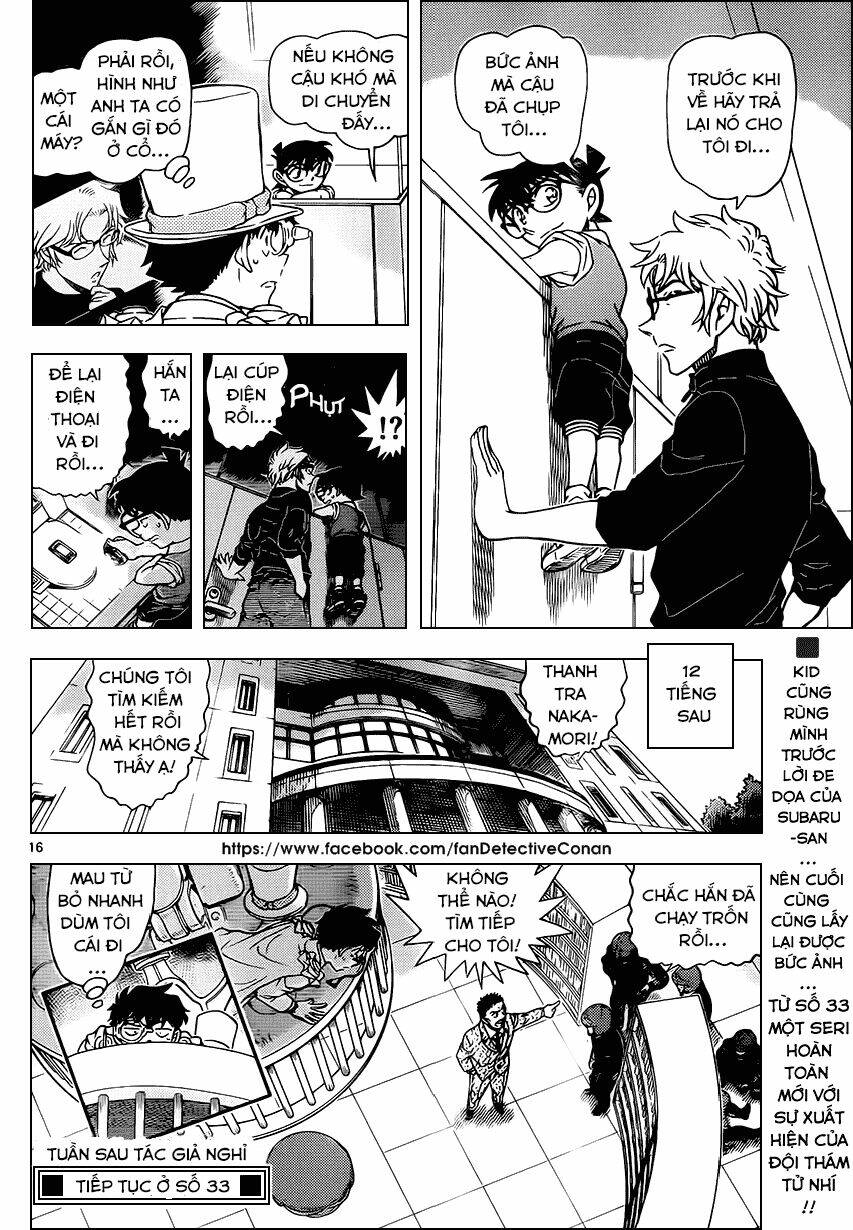 TRƯỚC KHI
VỀ HÃY TRẢ
LẠI NÓ CHO
TÔI ĐI...
BỨC ẢNH
MÀ CẬU
ĐÃ CHỤP
TÔI...
NẾU KHÔNG
CẬU KHÓ MÀ
DI CHUYỂN
ĐẤY...
PHẢI RỒI,
HÌNH NHƯ
ANH TA CÓ
GẮN GÌ ĐÓ
Ở CỔ...
MỘT
CÁI
MÁY?
!?
PHỤT
LẠI CÚP
ĐIỆN
RỒI...
HẮN
TA
...
ĐỂ LẠI
ĐIỆN
THOẠI
VÀ ĐI
RỒI...
12
TIẾNG
SAU
THANH
TRA
NAKA-
MORI!
CHÚNG TÔI
TÌM KIẾM
HẾT RỒI
MÀ KHÔNG
THẤY Ạ!
16
https://www.facebook.com/fanDetectiveConan
CHẮC HẮN ĐÃ
CHẠY TRỐN
RỒI...
KHÔNG
THỂ NÀO!
TÌM TIẾP
CHO TÔI!
MAU TỪ
BỎ NHANH
DÙM TÔI
CÁI ĐI
...
KID
CŨNG
RÙNG
MÌNH
TRƯỚC
LỜI ĐE
DỌA CỦA
SUBARU
-SAN
...
NÊN CUỐI
CÙNG
CŨNG LẤY
LẠI ĐƯỢC
BỨC ẢNH
...
TỪ SỐ 33
MỘT SERI
HOÀN
TOÀN
MỚI VỚI
SỰ XUẤT
HIỆN CỦA
ĐỘI THÁM
TỬ NHÍ
!!
TUẦN SAU TÁC GIẢ NGHỈ
TIẾP TỤC Ở SỐ 33